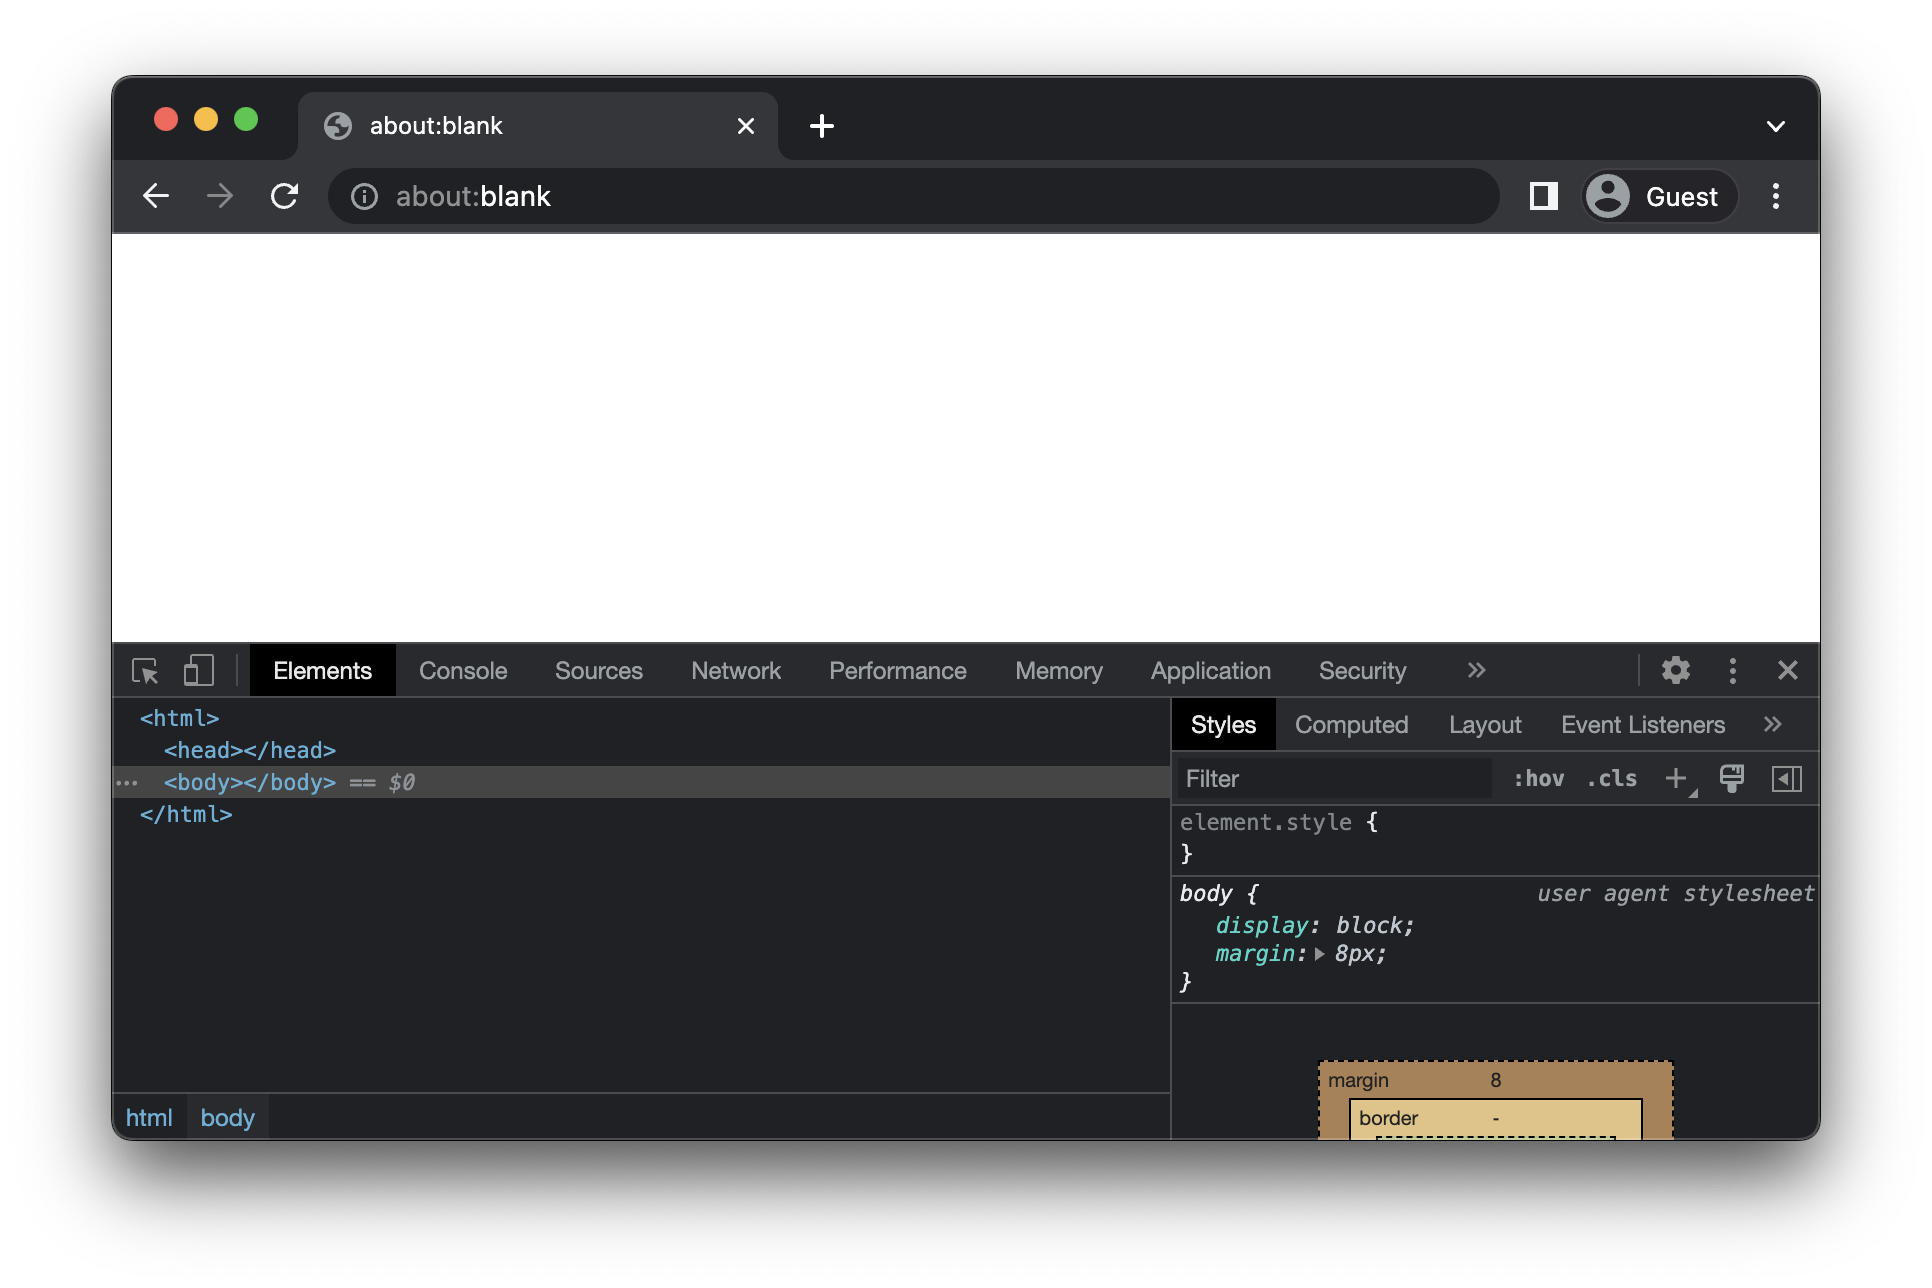 about:blank
about:blank
Guest
Elements Console Sources Network Performance Memory Application Security
<html>
<head></head>
<body></body> == $0
</html>
html body
Styles Computed Layout Event Listeners
Filter :hov .cls
element.style {
}
body { user agent stylesheet
display: block;
margin: 8px;
}
margin 8
border -